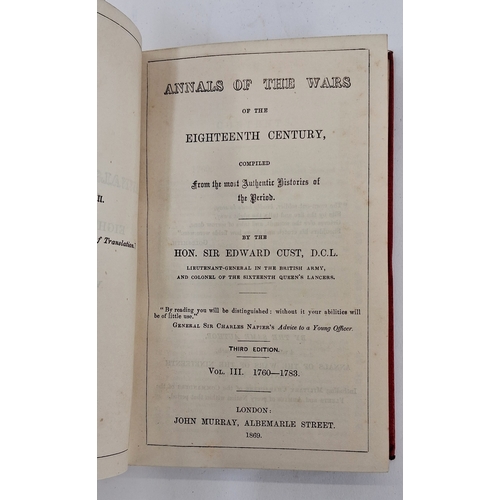 ANNALS OF THE WARS
OF THE
EIGHTEENTH CENTURY,
COMPILED
From the most Authentic Histories of
the Period.
BY THE
HON. SIR EDWARD CUST, D.C.L.
LIEUTENANT-GENERAL IN THE BRITISH ARMY,
AND COLONEL OF THE SIXTEENTH QUEEN'S LANCERS.
"By reading you will be distinguished: without it your abilities will
be of little use."
GENERAL SIR CHARLES NAPIER'S Advice to a Young Officer.
THIRD EDITION.
VOL. III. 1760—1783.
LONDON:
JOHN MURRAY, ALBEMARLE STREET.
1869.
of Translation.